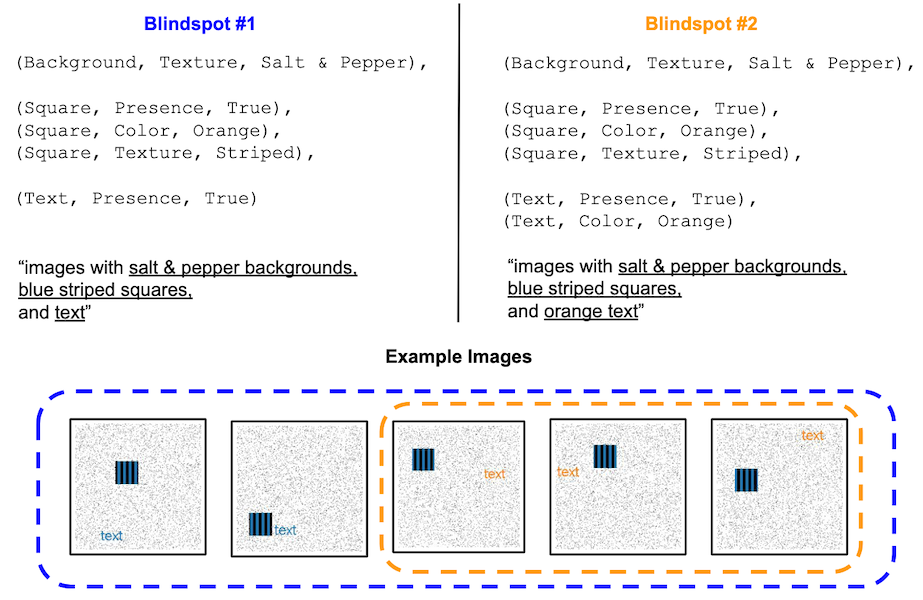 Blindspot #1
(Background, Texture, Salt & Pepper),
(Square, Presence, True),
(Square, Color, Orange),
(Square, Texture, Striped),
(Text, Presence, True)
“images with salt & pepper backgrounds,
blue striped squares,
and text”
Blindspot #2
(Background, Texture, Salt & Pepper),
(Square, Presence, True),
(Square, Color, Orange),
(Square, Texture, Striped),
(Text, Presence, True),
(Text, Color, Orange)
“images with salt & pepper backgrounds,
blue striped squares,
and orange text”
Example Images
text
text
text
text
text